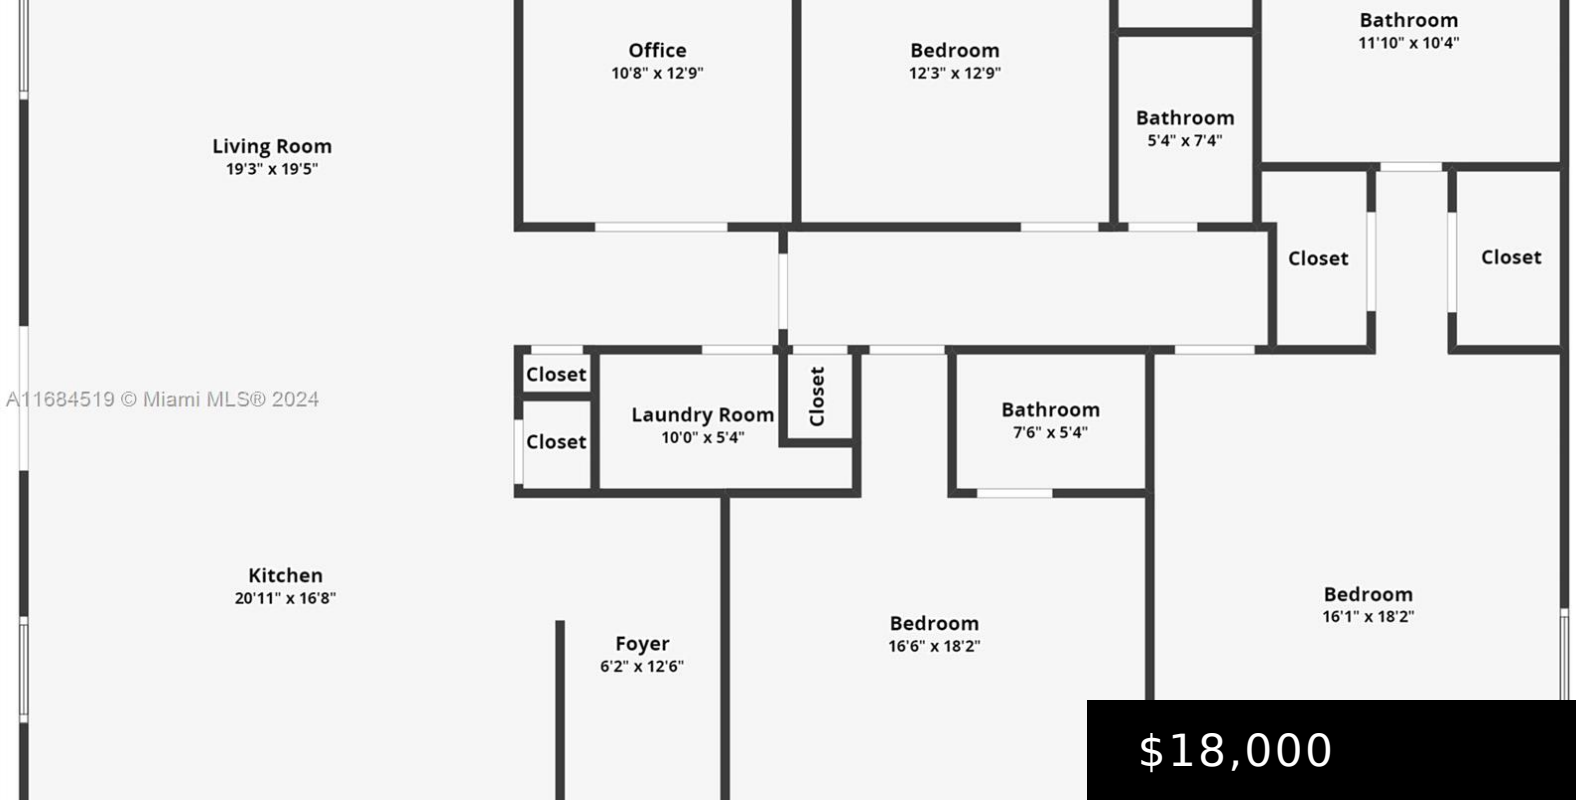 Office
10'8" x 12'9"
Bedroom
12'3" x 12'9"
Bathroom
11'10" x 10'4"
Bathroom
5'4" x 7'4"
Living Room
19'3" x 19'5"
Closet
Closet
Closet
Closet
Closet
Laundry Room
10'0" x 5'4"
Bathroom
7'6" x 5'4"
A11684519 © Miami MLS® 2024
Kitchen
20'11" x 16'8"
Foyer
6'2" x 12'6"
Bedroom
16'6" x 18'2"
Bedroom
16'1" x 18'2"
$18,000